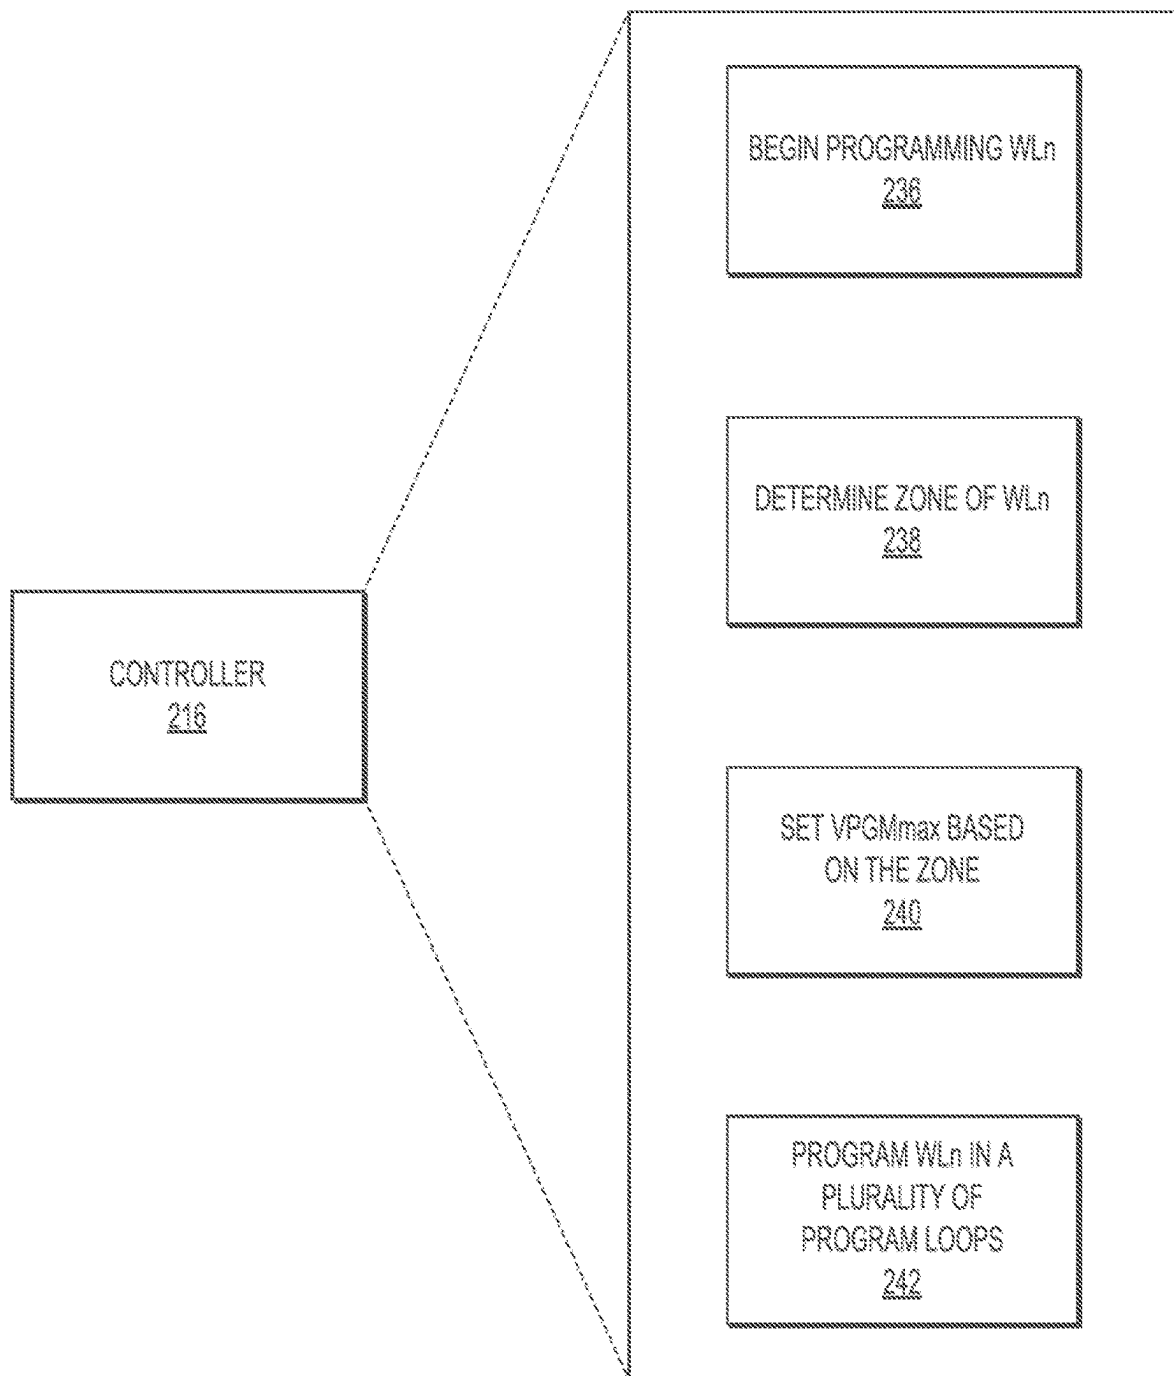 BEGIN PROGRAMMING WLn
236
DETERMINE ZONE OF WLn
238
CONTROLLER
216
SET VPGMmax BASED
ON THE ZONE
240
PROGRAM WLn IN A
PLURALITY OF
PROGRAM LOOPS
242